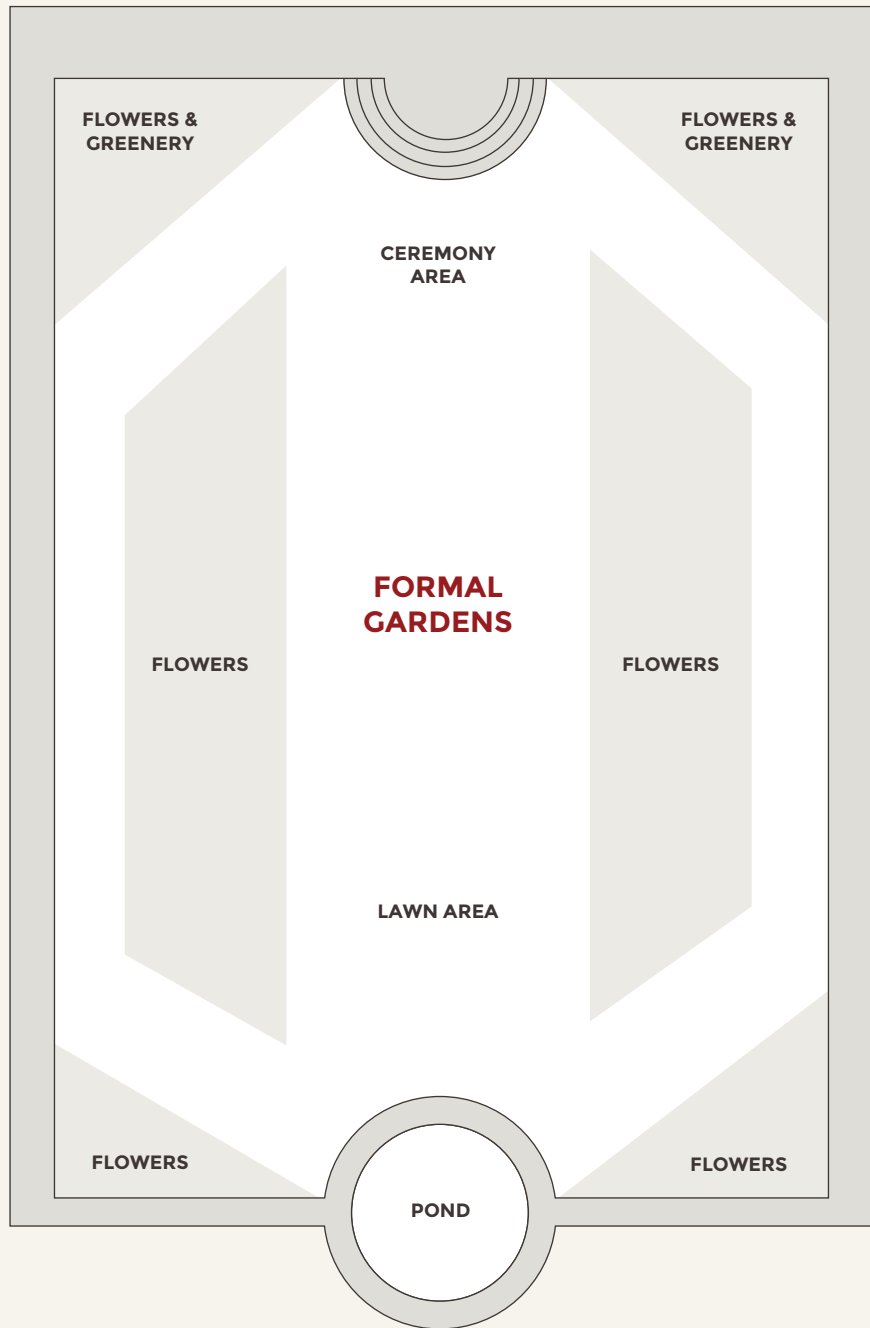 FLOWERS &
GREENERY
FLOWERS &
GREENERY
CEREMONY
AREA
FORMAL
GARDENS
FLOWERS
FLOWERS
LAWN AREA
FLOWERS
FLOWERS
POND